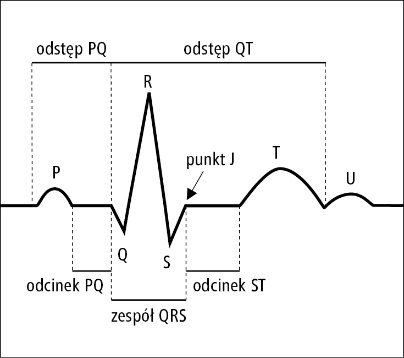 odstęp PQ odstęp QT
R
punkt J
P T U
Q S
odcinek PQ odcinek ST
zespół QRS